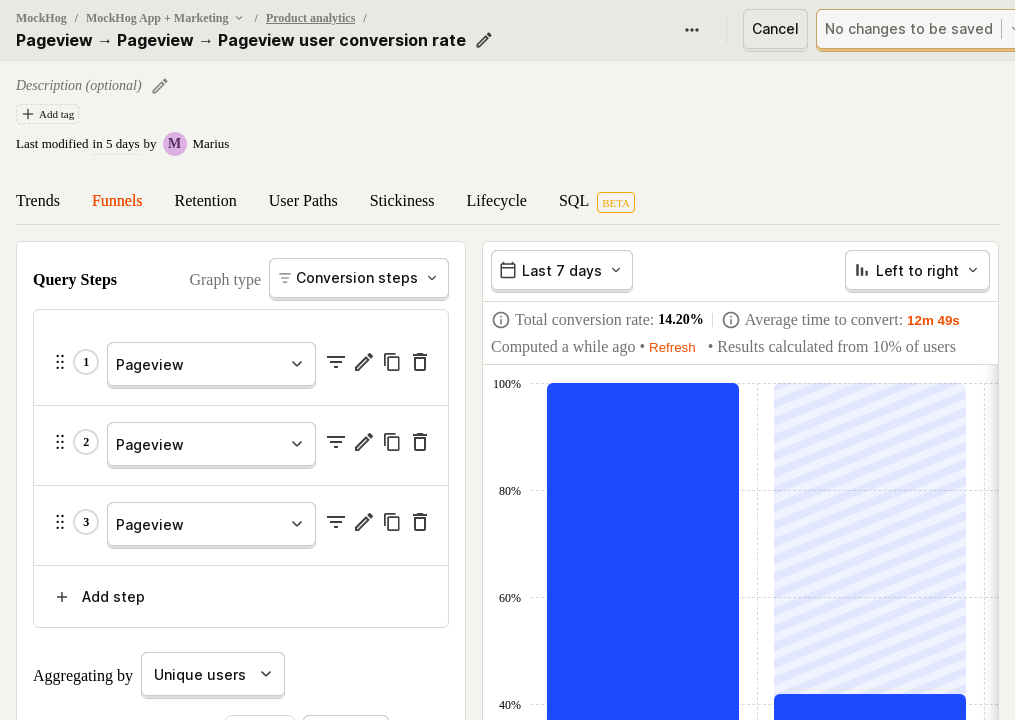 MockHog / MockHog App + Marketing / Product analytics /
Pageview → Pageview → Pageview user conversion rate
Cancel
No changes to be saved
Description (optional)
Add tag
Last modified in 5 days by M Marius
Trends Funnels Retention User Paths Stickiness Lifecycle SQL BETA
Query Steps Graph type Conversion steps
1 Pageview
2 Pageview
3 Pageview
Add step
Aggregating by Unique users
Last 7 days Left to right
Total conversion rate: 14.20% Average time to convert: 12m 49s
Computed a while ago • Refresh • Results calculated from 10% of users
100%
80%
60%
40%